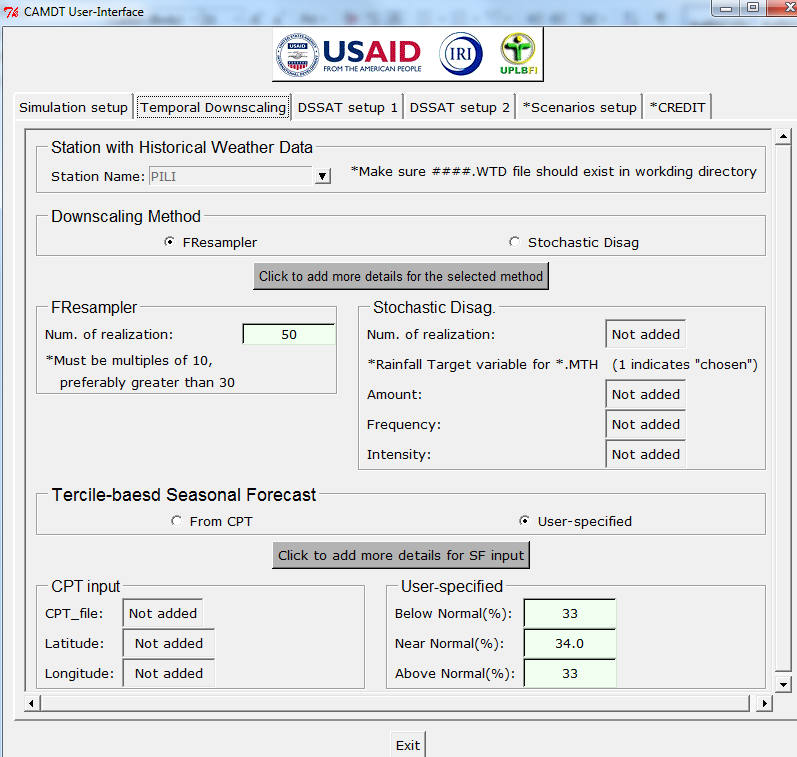 CAMDT User-Interface
USAID
USAID
FROM THE AMERICAN PEOPLE
IRI
UPLBFI
Simulation setup
Temporal Downscaling
DSSAT setup 1
DSSAT setup 2
*Scenarios setup
*CREDIT
Station with Historical Weather Data
Station Name: PILI
*Make sure ####.WTD file should exist in workding directory
Downscaling Method
FResampler
Stochastic Disag
Click to add more details for the selected method
FResampler
Num. of realization: 50
*Must be multiples of 10,
preferably greater than 30
Stochastic Disag.
Num. of realization: Not added
*Rainfall Target variable for *.MTH (1 indicates "chosen")
Amount: Not added
Frequency: Not added
Intensity: Not added
Tercile-baesd Seasonal Forecast
From CPT
User-specified
Click to add more details for SF input
CPT input
CPT_file: Not added
Latitude: Not added
Longitude: Not added
User-specified
Below Normal(%): 33
Near Normal(%): 34.0
Above Normal(%): 33
Exit